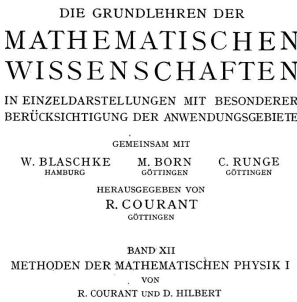 DIE GRUNDLEHREN DER
MATHEMATISCHEN
WISSENSCHAFTEN
IN EINZELDARSTELLUNGEN MIT BESONDERER
BERÜCKSICHTIGUNG DER ANWENDUNGSGEBIETE
GEMEINSAM MIT
W. BLASCHKE M. BORN C. RUNGE
HAMBURG GÖTTINGEN GÖTTINGEN
HERAUSGEGEBEN VON
R. COURANT
GÖTTINGEN
BAND XII
METHODEN DER MATHEMATISCHEN PHYSIK I
VON
R. COURANT UND D. HILBERT